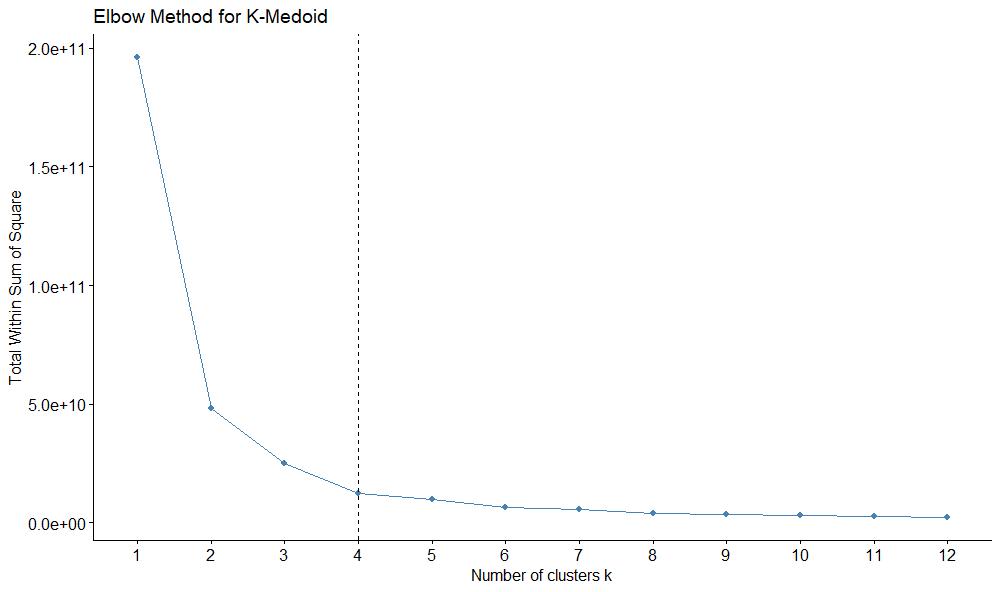 Elbow Method for K-Medoid
Total Within Sum of Square
2.0e+11
1.5e+11
1.0e+11
5.0e+10
0.0e+00
1 2 3 4 5 6 7 8 9 10 11 12
Number of clusters k